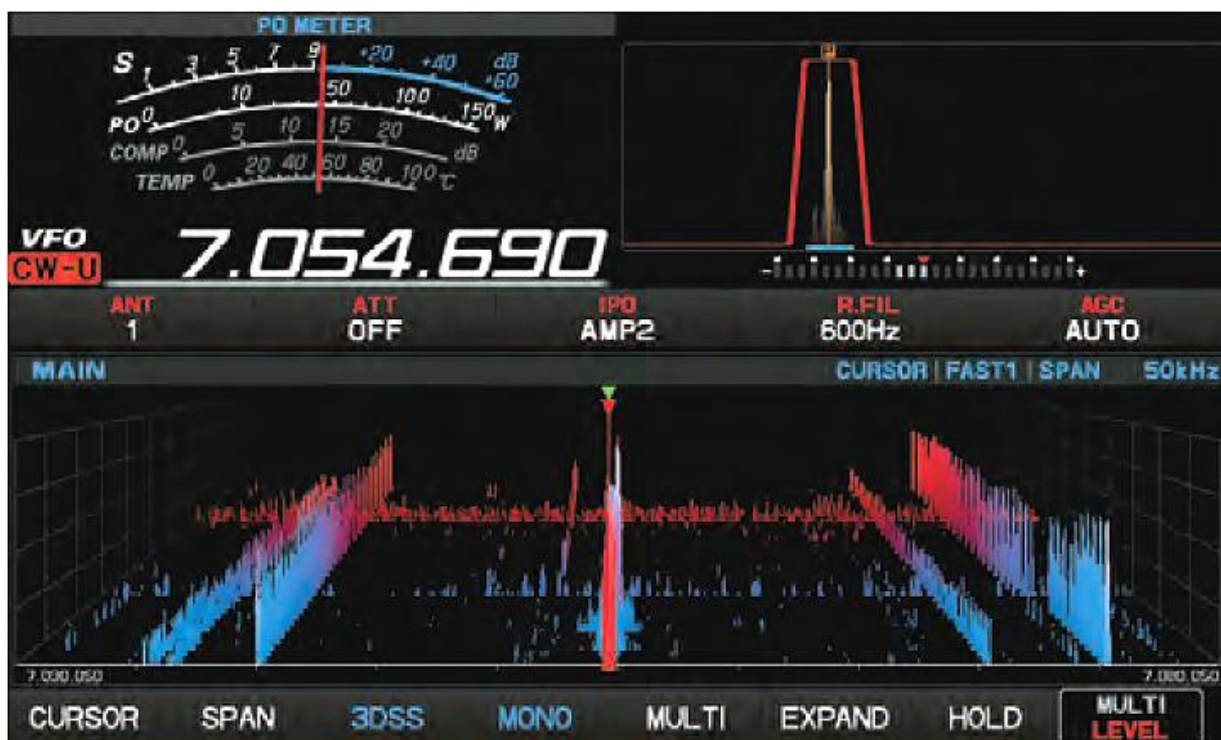 PO METER
S 1 3 5 7 9 +20 +40 +60 dB
PO 0 10 50 100 150 W
COMP 0 5 10 15 20 dB
TEMP 0 20 40 60 80 100 °C
VFO
CW-U 7.054.690
- +
ANT ATT IPO R.FIL AGC
1 OFF AMP2 600Hz AUTO
MAIN CURSOR | FAST1 | SPAN 50kHz
7.030.050 7.080.050
CURSOR SPAN 3DSS MONO MULTI EXPAND HOLD MULTI
LEVEL